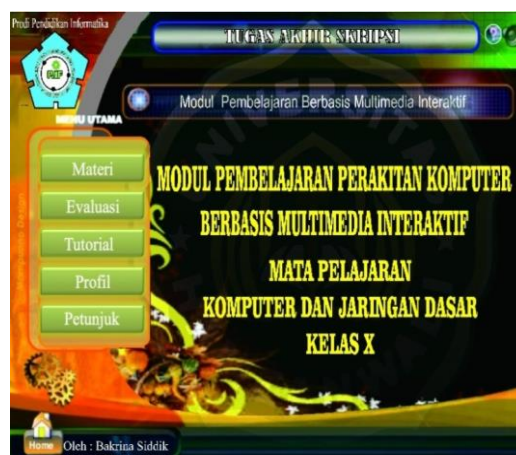 Prodi Pendidikan Informatika
TUGAS AKHIR SKRIPSI
Modul Pembelajaran Berbasis Multimedia Interaktif
MENU UTAMA
Materi
Evaluasi
Tutorial
Profil
Petunjuk
MODUL PEMBELAJARAN PERAKITAN KOMPUTER
BERBASIS MULTIMEDIA INTERAKTIF
MATA PELAJARAN
KOMPUTER DAN JARINGAN DASAR
KELAS X
Home
Oleh : Bakrina Siddik